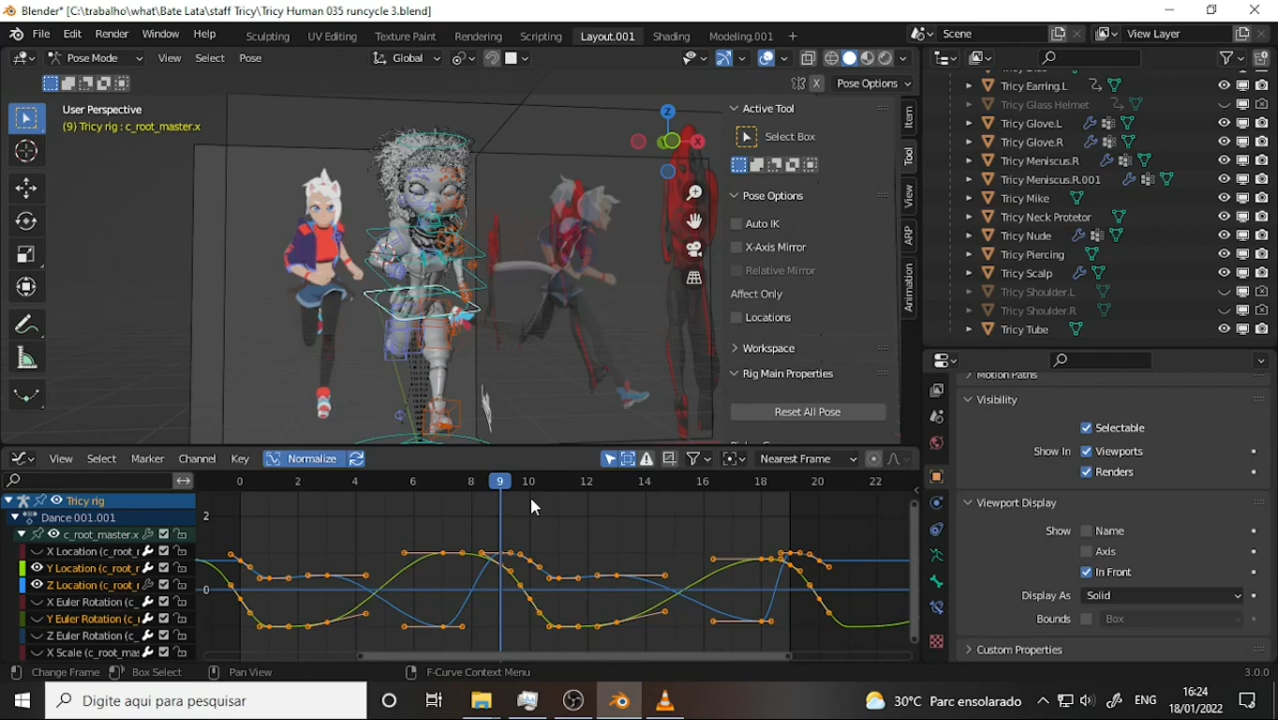 Blender* [C:\trabalho\what\Bate Lata\staff Tricy\Tricy Human 035 runcycle 3.blend]
File Edit Render Window Help Sculpting UV Editing Texture Paint Rendering Scripting Layout.001 Shading Modeling.001 + Scene View Layer
Pose Mode View Select Pose Global
X Pose Options
User Perspective
(9) Tricy rig : c_root_master.x
Z
X
Active Tool
Select Box
Pose Options
Auto IK
X-Axis Mirror
Relative Mirror
Affect Only
Locations
Workspace
Rig Main Properties
Reset All Pose
Item
Tool
View
ARP
Animation
Tricy Earring.L
Tricy Glass Helmet
Tricy Glove.L
Tricy Glove.R
Tricy Meniscus.R
Tricy Meniscus.R.001
Tricy Mike
Tricy Neck Protetor
Tricy Nude
Tricy Piercing
Tricy Scalp
Tricy Shoulder.L
Tricy Shoulder.R
Tricy Tube
Motion Paths
Visibility
Selectable
Show In Viewports
Renders
Viewport Display
Show Name
Axis
In Front
Display As Solid
Bounds Box
Custom Properties
View Select Marker Channel Key Normalize Nearest Frame
0 2 4 6 8 9 10 12 14 16 18 20 22
2
0
Tricy rig
Dance 001.001
c_root_master.x
X Location (c_root_r
Y Location (c_root_r
Z Location (c_root_r
X Euler Rotation (c_
Y Euler Rotation (c_
Z Euler Rotation (c_
X Scale (c_root_mas
Change Frame Box Select Pan View F-Curve Context Menu 3.0.0
Digite aqui para pesquisar 30°C Parc ensolarado ENG 16:24
18/01/2022